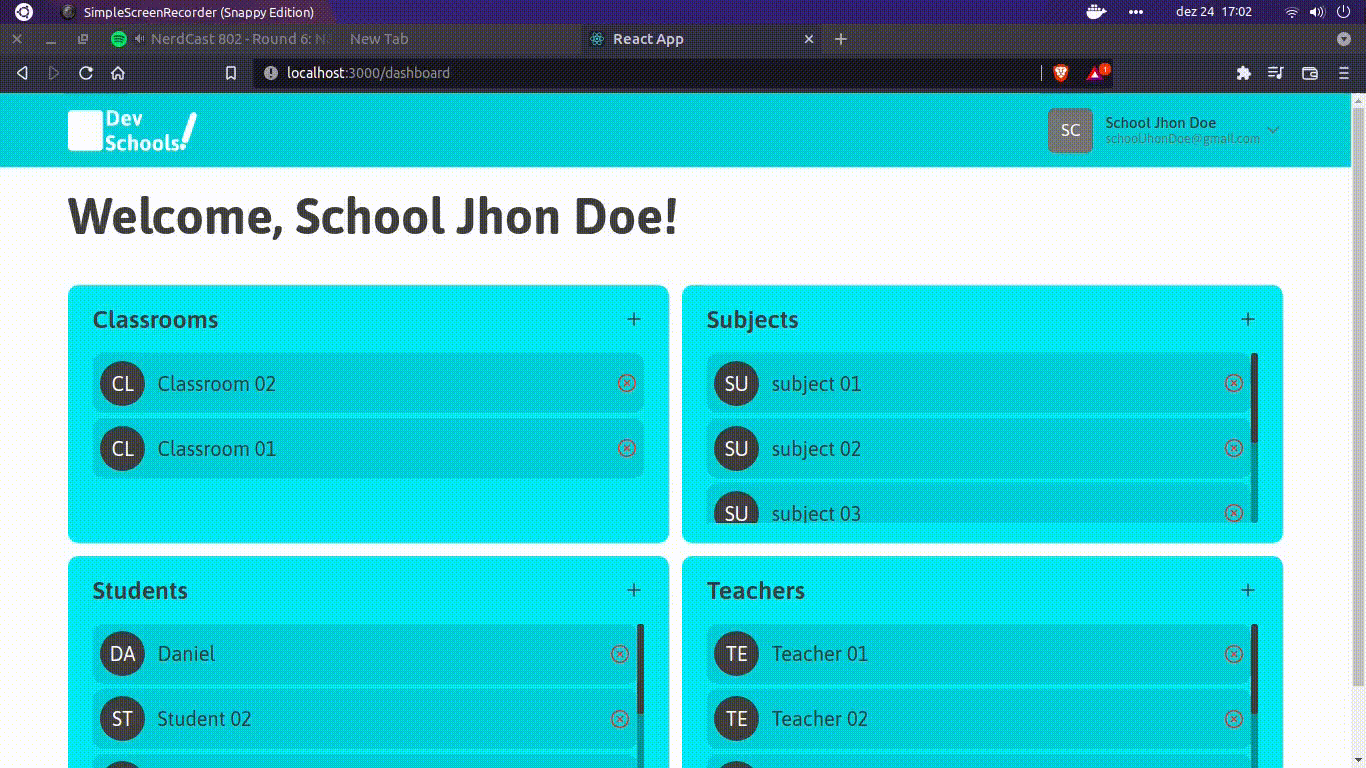 SimpleScreenRecorder (Snappy Edition)
dez 24 17:02
NerdCast 802 - Round 6: N
New Tab
React App
localhost:3000/dashboard
1
Dev
Schools!
SC
School Jhon Doe
schoolJhonDoe@gmail.com
Welcome, School Jhon Doe!
Classrooms
CL Classroom 02
CL Classroom 01
Subjects
SU subject 01
SU subject 02
SU subject 03
Students
DA Daniel
ST Student 02
Teachers
TE Teacher 01
TE Teacher 02